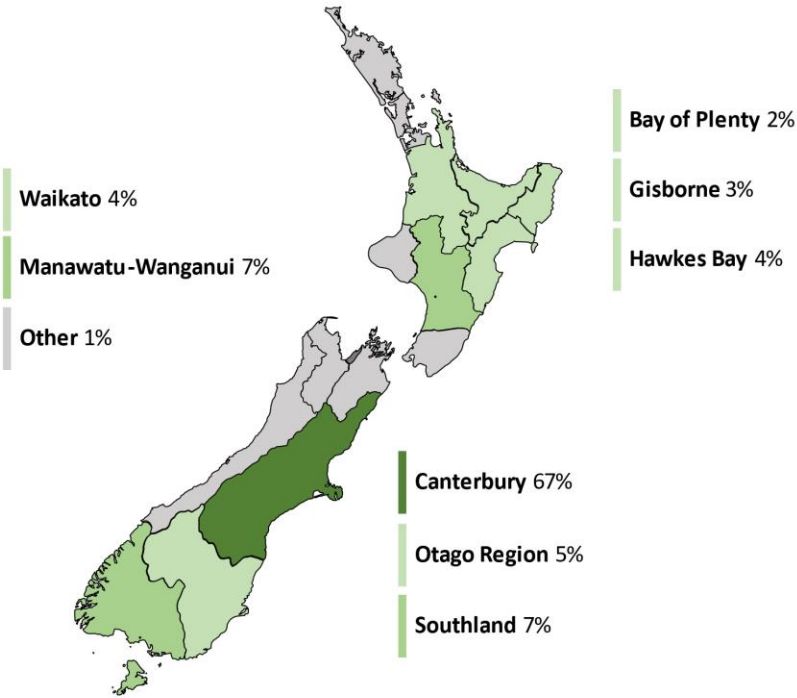 Waikato 4%
Manawatu-Wanganui 7%
Other 1%
Bay of Plenty 2%
Gisborne 3%
Hawkes Bay 4%
Canterbury 67%
Otago Region 5%
Southland 7%